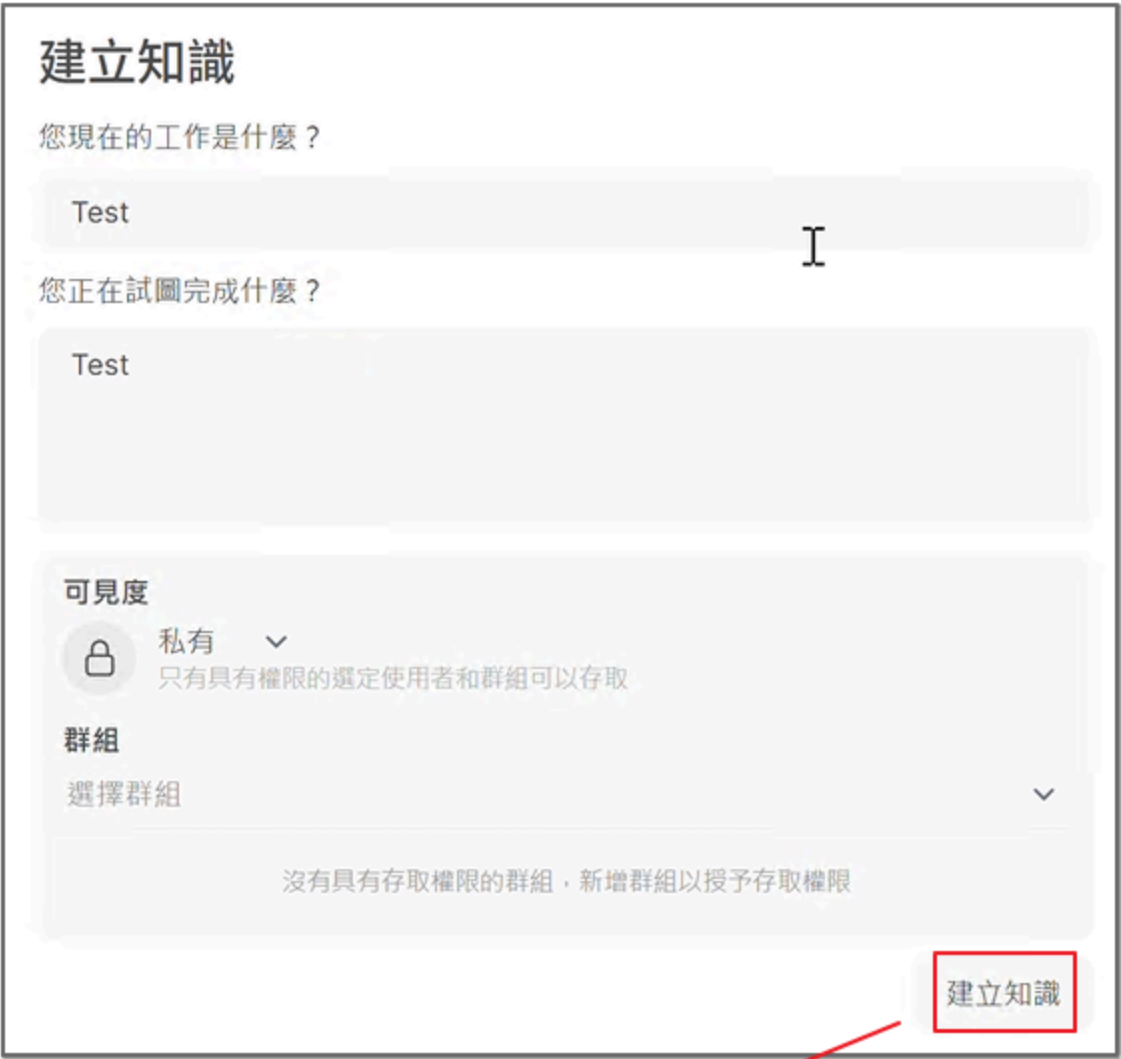 建立知識
您現在的工作是什麼？
Test
您正在試圖完成什麼？
Test
可見度
私有
只有具有權限的選定使用者和群組可以存取
群組
選擇群組
沒有具有存取權限的群組，新增群組以授予存取權限
建立知識